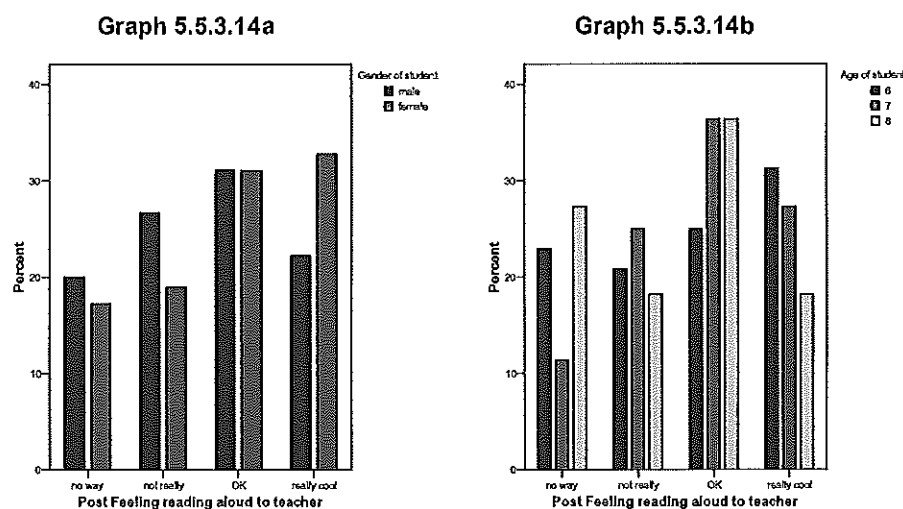 Graph 5.5.3.14a
Gender of student
male
female
40
30
20
10
0
Percent
no way
not really
OK
really cool
Post Feeling reading aloud to teacher
Graph 5.5.3.14b
Age of student
6
7
8
40
30
20
10
0
Percent
no way
not really
OK
really cool
Post Feeling reading aloud to teacher